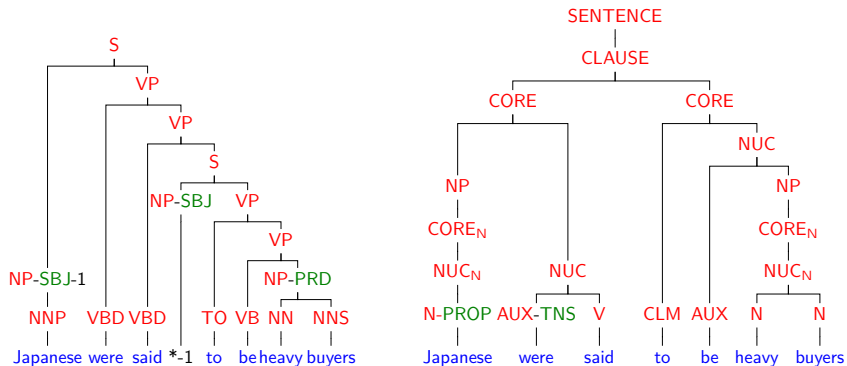 SENTENCE
S
CLAUSE
VP
CORE CORE
VP
NUC
S
NP-SBJ VP
NP NP
CORE_N CORE_N
VP
NP-SBJ-1 NP-PRD
NUC_N NUC NUC_N
NNP VBD VBD TO VB NN NNS
N-PROP AUX-TNS V CLM AUX N N
Japanese were said *-1 to be heavy buyers
Japanese were said to be heavy buyers